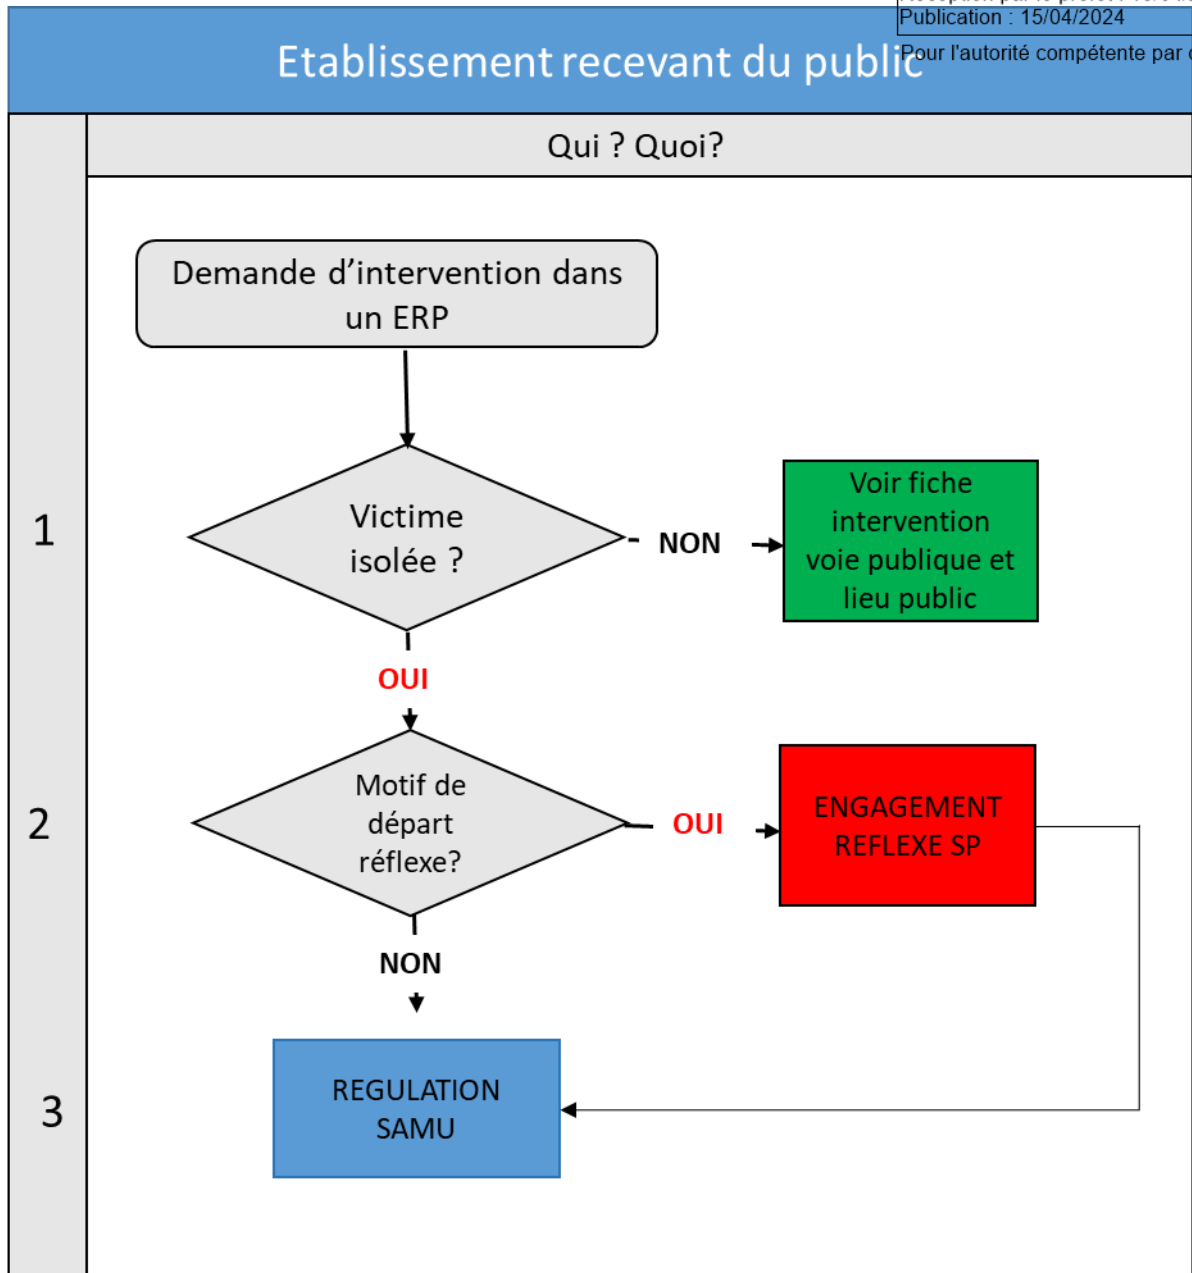 Publication : 15/04/2024
Pour l'autorité compétente par
Etablissement recevant du public
Qui ? Quoi?
Demande d'intervention dans
un ERP
1
Victime
isolée ?
NON
Voir fiche
intervention
voie publique et
lieu public
OUI
2
Motif de
départ
réflexe?
OUI
ENGAGEMENT
REFLEXE SP
NON
3
REGULATION
SAMU